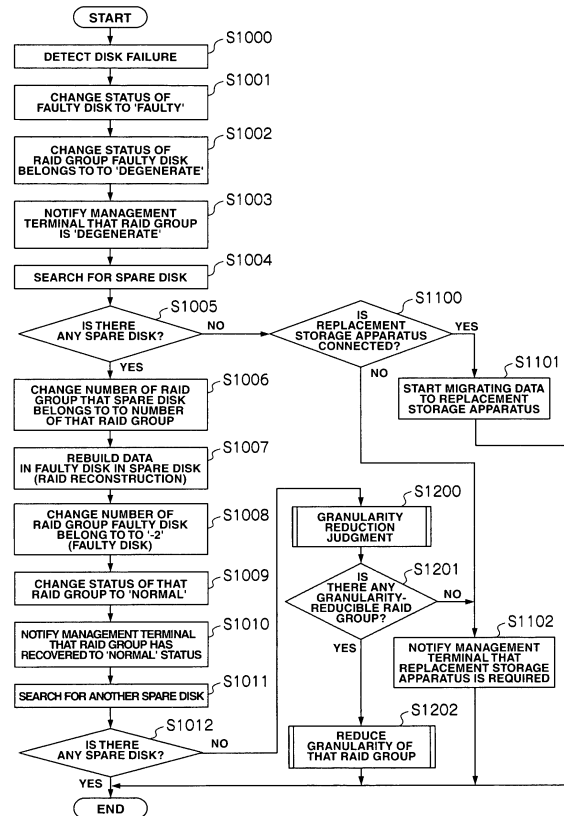 START
S1000
DETECT DISK FAILURE
S1001
CHANGE STATUS OF
FAULTY DISK TO 'FAULTY'
S1002
CHANGE STATUS OF
RAID GROUP FAULTY DISK
BELONGS TO TO 'DEGENERATE'
S1003
NOTIFY MANAGEMENT
TERMINAL THAT RAID GROUP
IS 'DEGENERATE'
S1004
SEARCH FOR SPARE DISK
S1005
IS THERE
ANY SPARE DISK?
NO
YES
S1100
IS
REPLACEMENT
STORAGE APPARATUS
CONNECTED?
YES
NO
S1101
START MIGRATING DATA
TO REPLACEMENT
STORAGE APPARATUS
S1006
CHANGE NUMBER OF RAID
GROUP THAT SPARE DISK
BELONGS TO TO NUMBER
OF THAT RAID GROUP
S1007
REBUILD DATA
IN FAULTY DISK IN SPARE DISK
(RAID RECONSTRUCTION)
S1008
CHANGE NUMBER OF
RAID GROUP FAULTY DISK
BELONG TO TO '-2'
(FAULTY DISK)
S1009
CHANGE STATUS OF THAT
RAID GROUP TO 'NORMAL'
S1010
NOTIFY MANAGEMENT TERMINAL
THAT RAID GROUP HAS
RECOVERED TO 'NORMAL' STATUS
S1011
SEARCH FOR ANOTHER SPARE DISK
S1012
IS THERE
ANY SPARE DISK?
NO
YES
S1200
GRANULARITY
REDUCTION
JUDGMENT
S1201
IS
THERE ANY
GRANULARITY-
REDUCIBLE RAID
GROUP?
NO
YES
S1102
NOTIFY MANAGEMENT
TERMINAL THAT
REPLACEMENT STORAGE
APPARATUS IS REQUIRED
S1202
REDUCE
GRANULARITY OF
THAT RAID GROUP
END